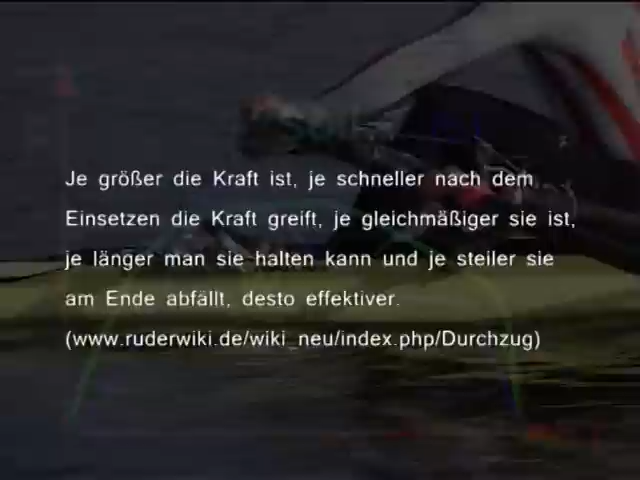 Je größer die Kraft ist, je schneller nach dem
Einsetzen die Kraft greift, je gleichmäßiger sie ist,
je länger man sie halten kann und je steiler sie
am Ende abfällt, desto effektiver.
(www.ruderwiki.de/wiki_neu/index.php/Durchzug)